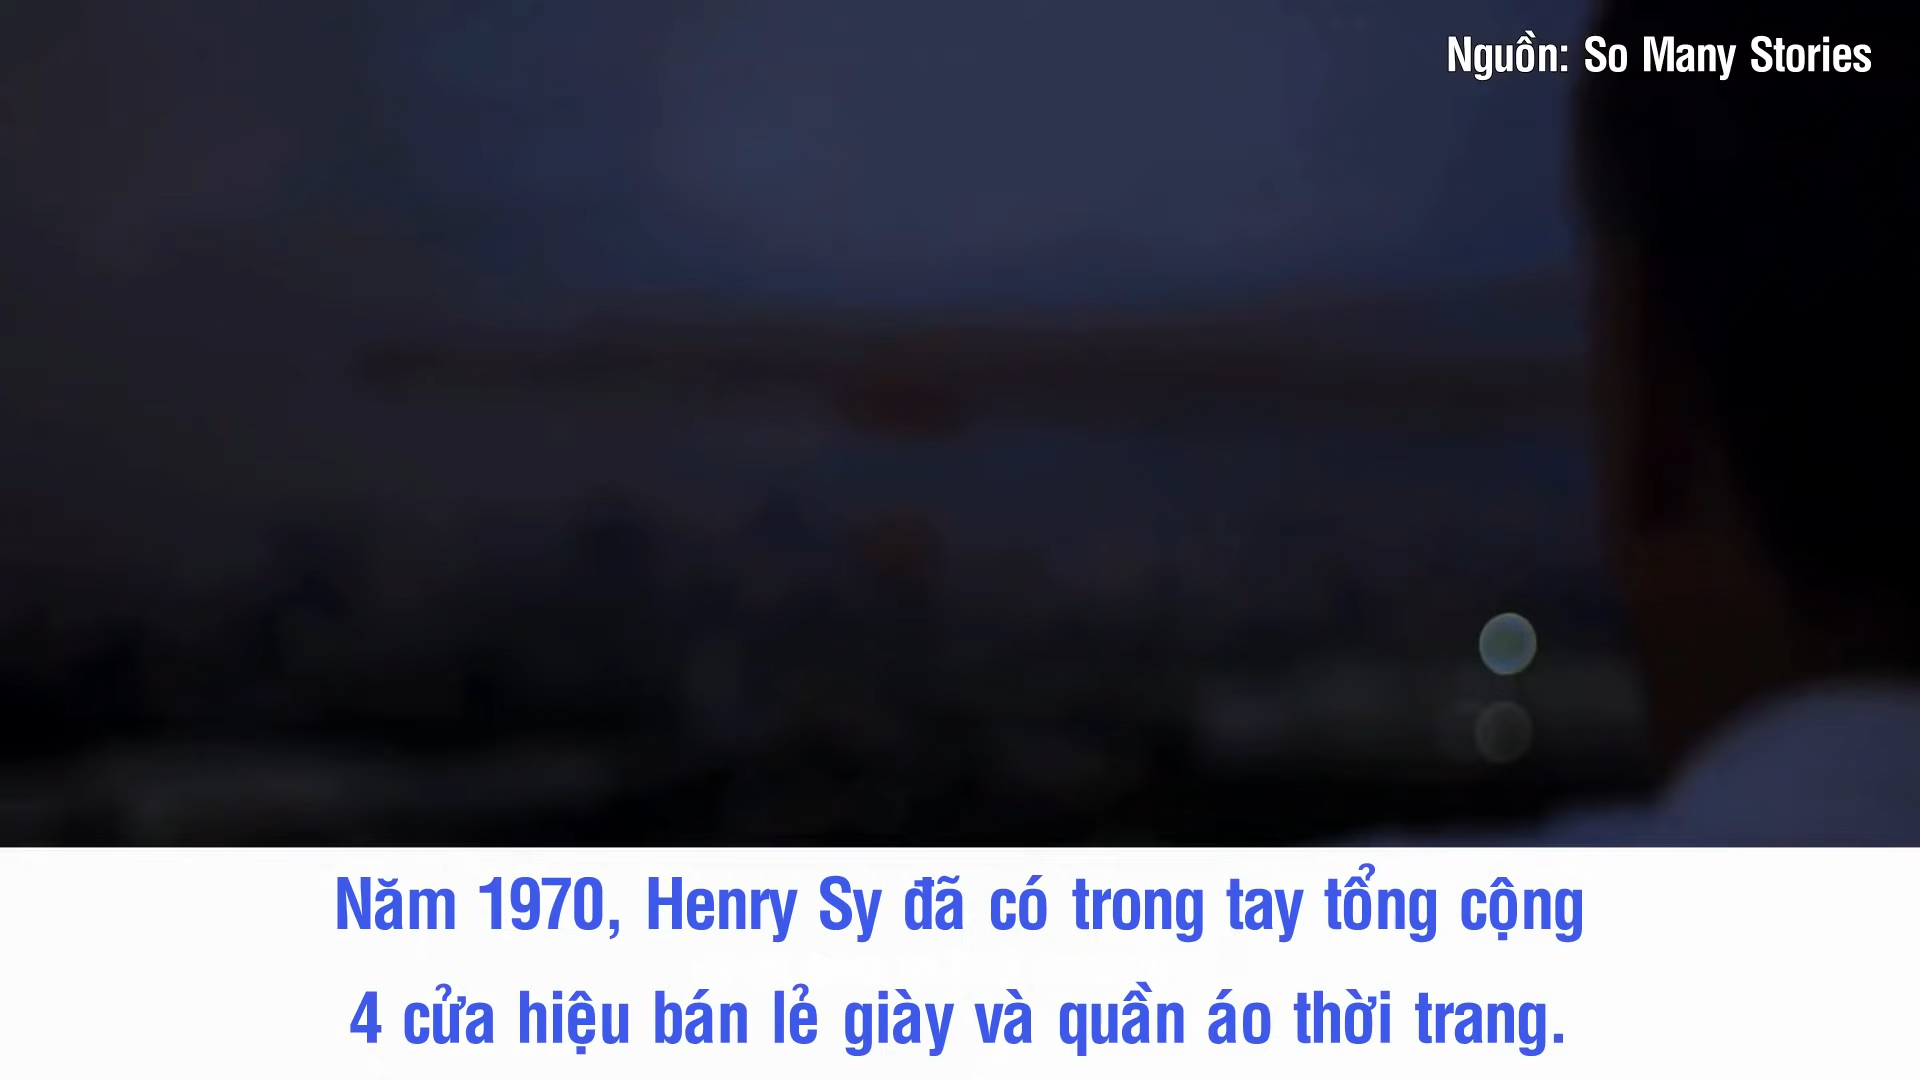 Nguồn: So Many Stories
Năm 1970, Henry Sy đã có trong tay tổng cộng
4 cửa hiệu bán lẻ giày và quần áo thời trang.